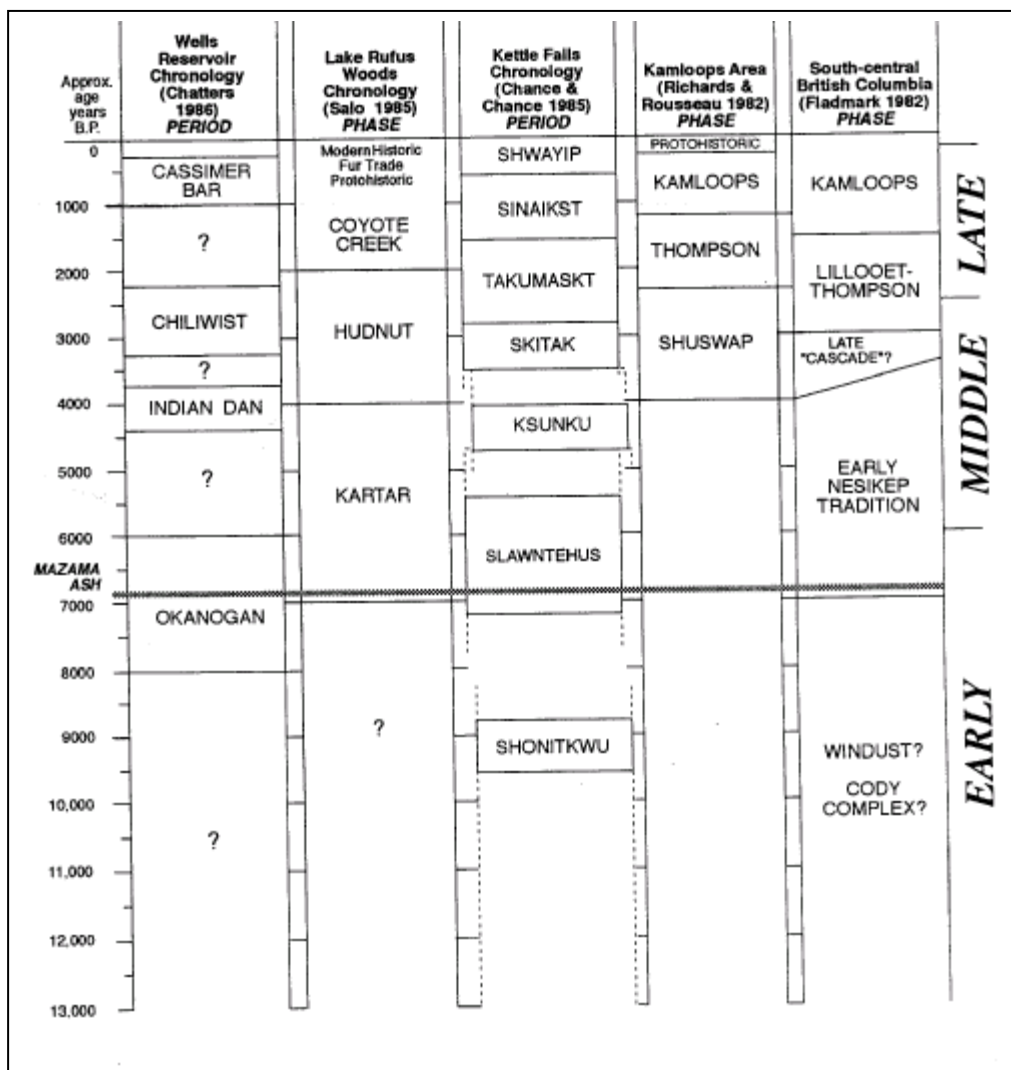 Approx.
age
years
B.P.
0
1000
2000
3000
4000
5000
6000
MAZAMA
ASH
7000
8000
9000
10,000
11,000
12,000
13,000
Wells
Reservoir
Chronology
(Chatters
1986)
PERIOD
CASSIMER
BAR
?
CHILIWIST
?
INDIAN DAN
?
OKANOGAN
?
Lake Rufus
Woods
Chronology
(Salo 1985)
PHASE
Modern Historic
Fur Trade
Protohistoric
COYOTE
CREEK
HUDNUT
KARTAR
?
Kettle Falls
Chronology
(Chance &
Chance 1985)
PERIOD
SHWAYIP
SINAIKST
TAKUMASKT
SKITAK
KSUNKU
SLAWNTEHUS
SHONITKWU
Kamloops Area
(Richards &
Rousseau 1982)
PHASE
PROTOHISTORIC
KAMLOOPS
THOMPSON
SHUSWAP
South-central
British Columbia
(Fladmark 1982)
PHASE
KAMLOOPS
LILLOOET-
THOMPSON
LATE
"CASCADE"?
EARLY
NESIKEP
TRADITION
WINDUST?
CODY
COMPLEX?
LATE
MIDDLE
EARLY